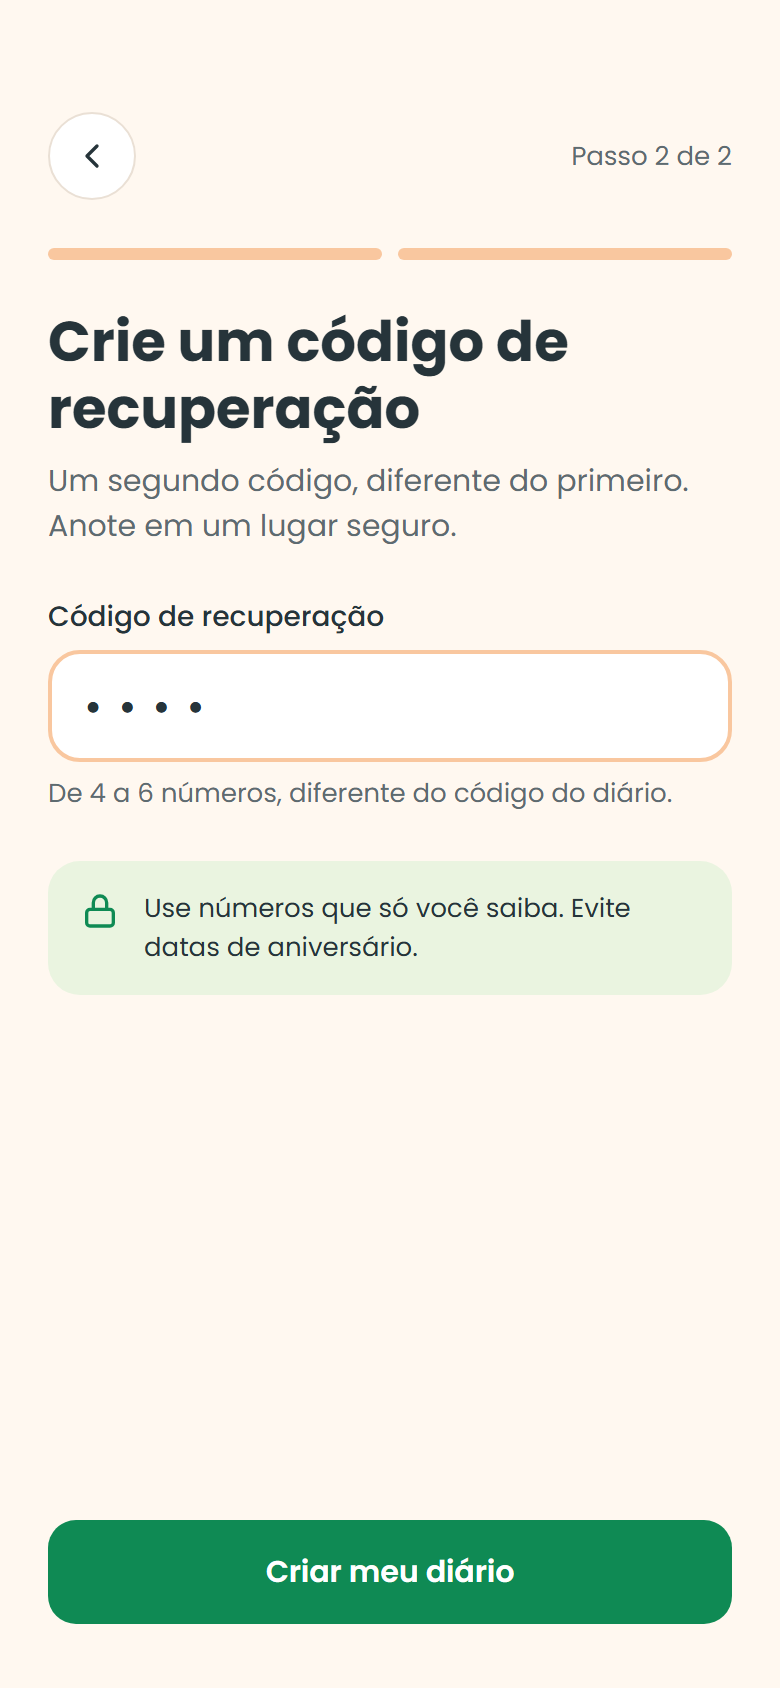 Passo 2 de 2
Crie um código de
recuperação
Um segundo código, diferente do primeiro.
Anote em um lugar seguro.
Código de recuperação
• • • •
De 4 a 6 números, diferente do código do diário.
Use números que só você saiba. Evite
datas de aniversário.
Criar meu diário